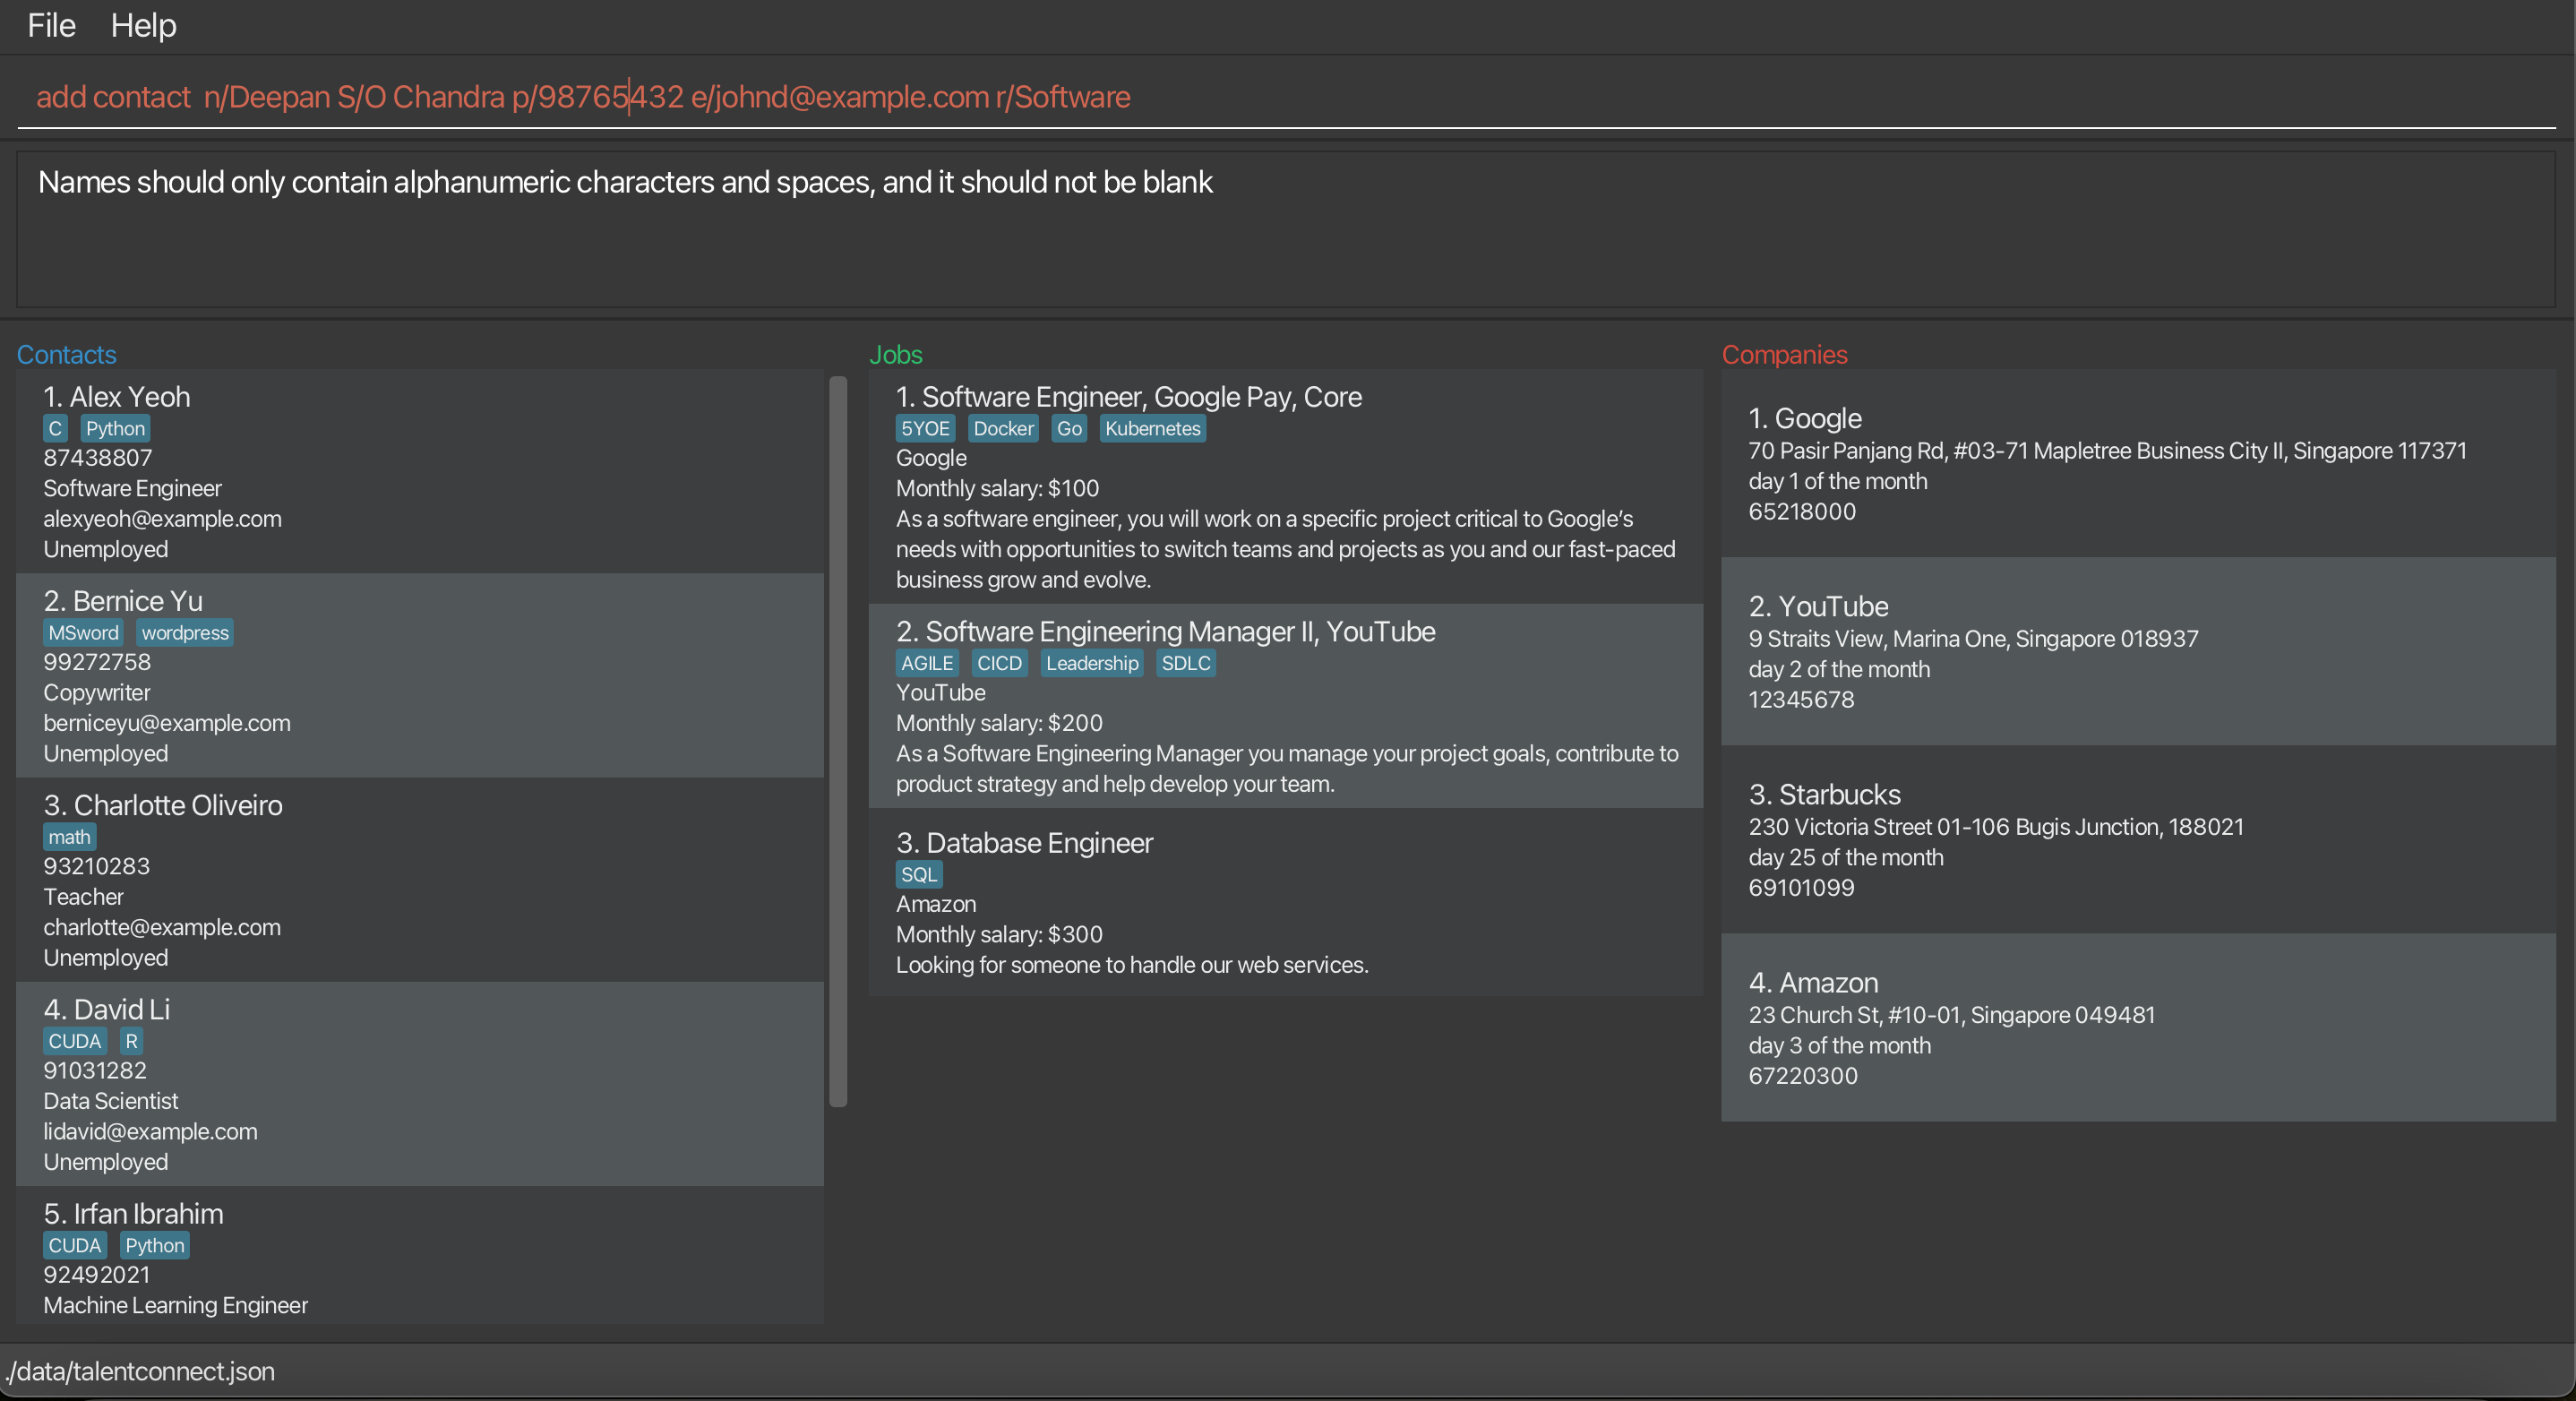 File Help
add contact  n/Deepan S/O Chandra p/98765432 e/johnd@example.com r/Software
Names should only contain alphanumeric characters and spaces, and it should not be blank
Contacts
1. Alex Yeoh
C Python
87438807
Software Engineer
alexyeoh@example.com
Unemployed
2. Bernice Yu
MSword wordpress
99272758
Copywriter
berniceyu@example.com
Unemployed
3. Charlotte Oliveiro
math
93210283
Teacher
charlotte@example.com
Unemployed
4. David Li
CUDA R
91031282
Data Scientist
lidavid@example.com
Unemployed
5. Irfan Ibrahim
CUDA Python
92492021
Machine Learning Engineer
Jobs
1. Software Engineer, Google Pay, Core
5YOE Docker Go Kubernetes
Google
Monthly salary: $100
As a software engineer, you will work on a specific project critical to Google’s
needs with opportunities to switch teams and projects as you and our fast-paced
business grow and evolve.
2. Software Engineering Manager II, YouTube
AGILE CICD Leadership SDLC
YouTube
Monthly salary: $200
As a Software Engineering Manager you manage your project goals, contribute to
product strategy and help develop your team.
3. Database Engineer
SQL
Amazon
Monthly salary: $300
Looking for someone to handle our web services.
Companies
1. Google
70 Pasir Panjang Rd, #03-71 Mapletree Business City II, Singapore 117371
day 1 of the month
65218000
2. YouTube
9 Straits View, Marina One, Singapore 018937
day 2 of the month
12345678
3. Starbucks
230 Victoria Street 01-106 Bugis Junction, 188021
day 25 of the month
69101099
4. Amazon
23 Church St, #10-01, Singapore 049481
day 3 of the month
67220300
./data/talentconnect.json